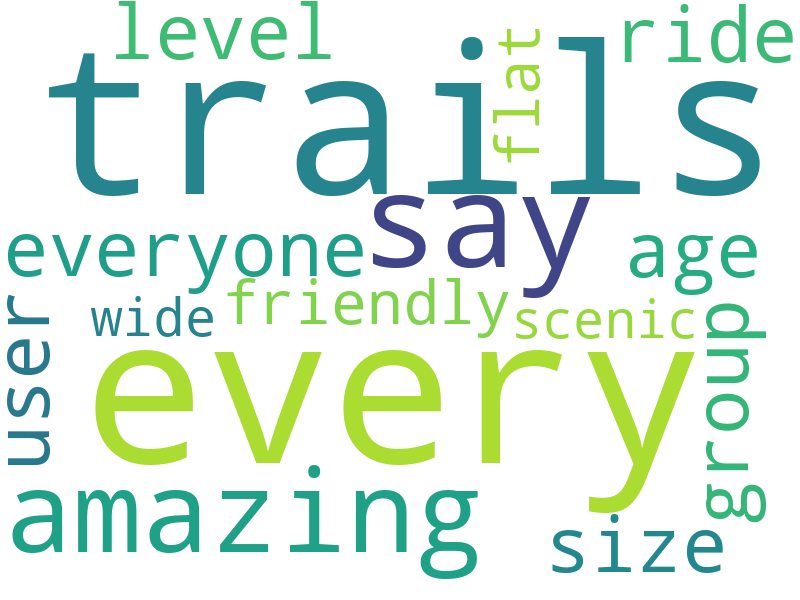 level
ride
trails
flat
say
everyone
age
friendly
wide
scenic
user
every
group
amazing
size